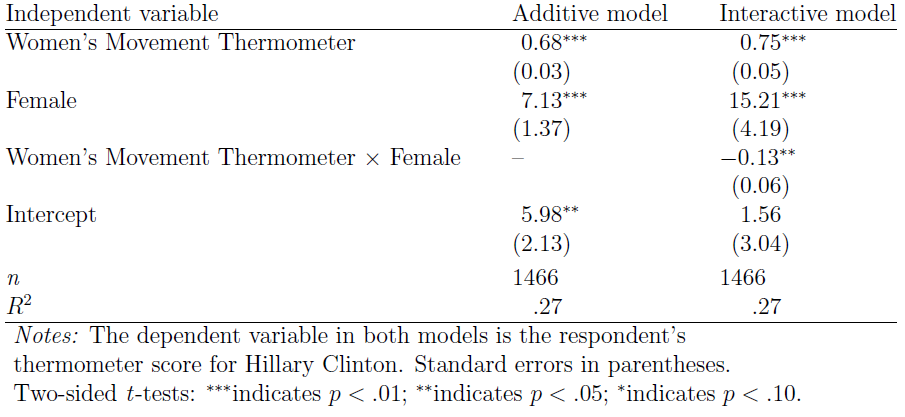 Independent variable Additive model Interactive model
Women's Movement Thermometer 0.68*** 0.75***
(0.03) (0.05)
Female 7.13*** 15.21***
(1.37) (4.19)
Women's Movement Thermometer × Female – −0.13**
(0.06)
Intercept 5.98** 1.56
(2.13) (3.04)
n 1466 1466
R² .27 .27
Notes: The dependent variable in both models is the respondent's
thermometer score for Hillary Clinton. Standard errors in parentheses.
Two-sided t-tests: ***indicates p < .01; **indicates p < .05; *indicates p < .10.